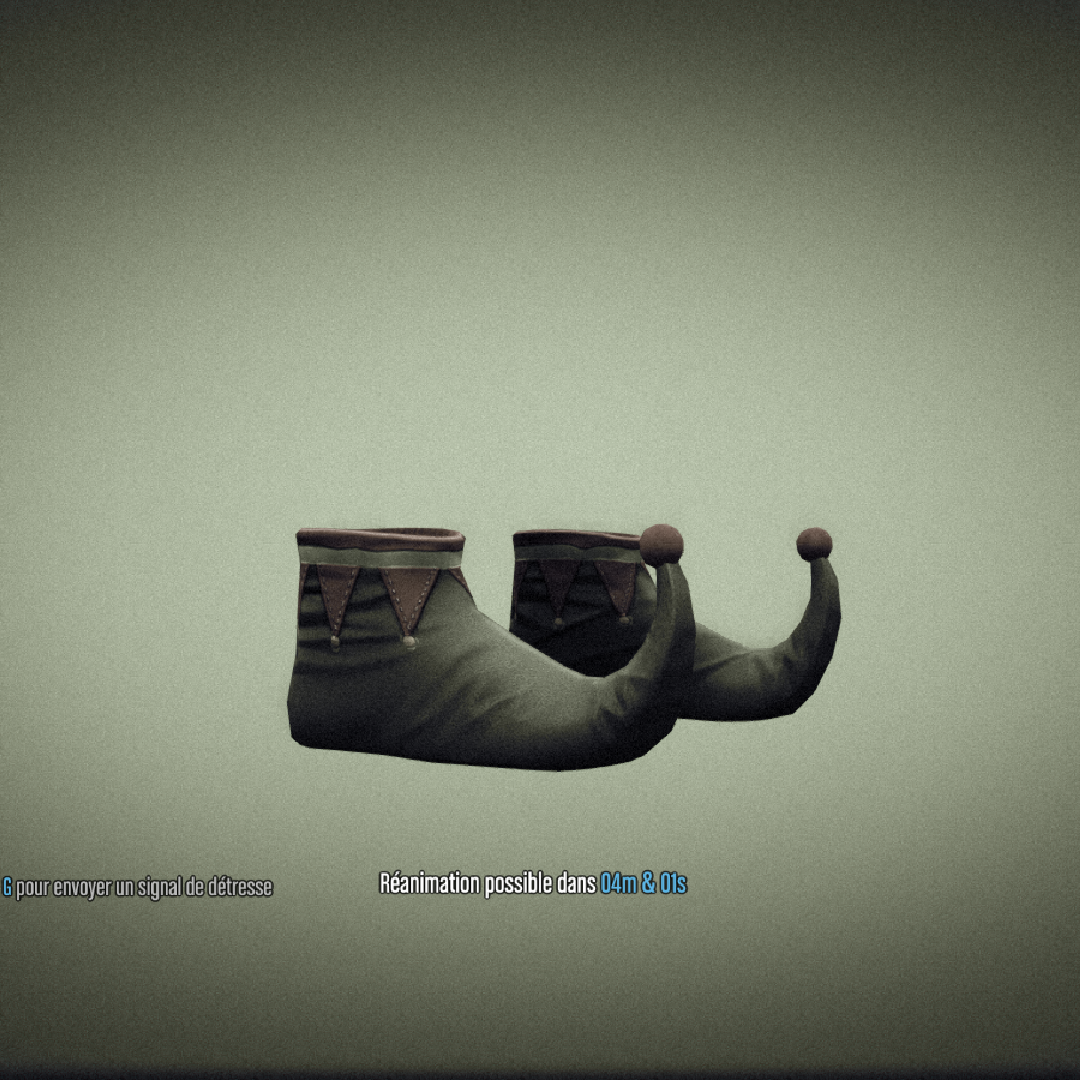 G pour envoyer un signal de détresse
Réanimation possible dans 04m & 01s